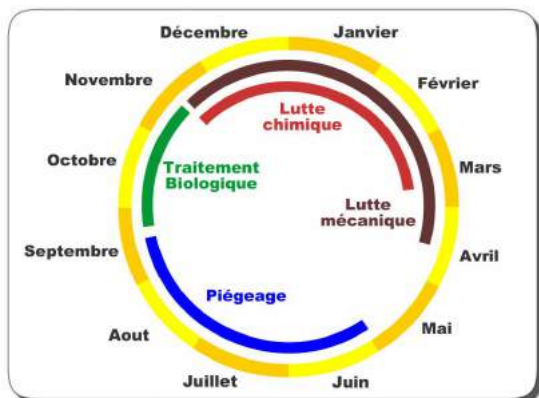 Décembre
Janvier
Novembre
Février
Lutte
chimique
Octobre
Traitement
Biologique
Mars
Lutte
mécanique
Septembre
Avril
Piégeage
Aout
Mai
Juillet
Juin